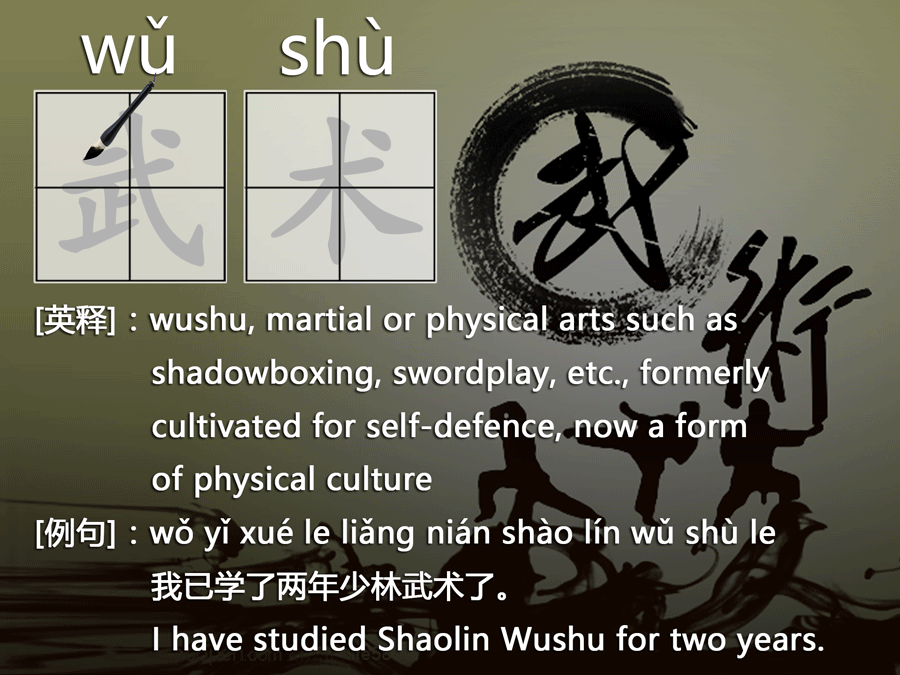 wǔ shù
武 术
武
術
[英释]：wushu, martial or physical arts such as
shadowboxing, swordplay, etc., formerly
cultivated for self-defence, now a form
of physical culture
[例句]：wǒ yǐ xué le liǎng nián shào lín wǔ shù le
我已学了两年少林武术了。
I have studied Shaolin Wushu for two years.